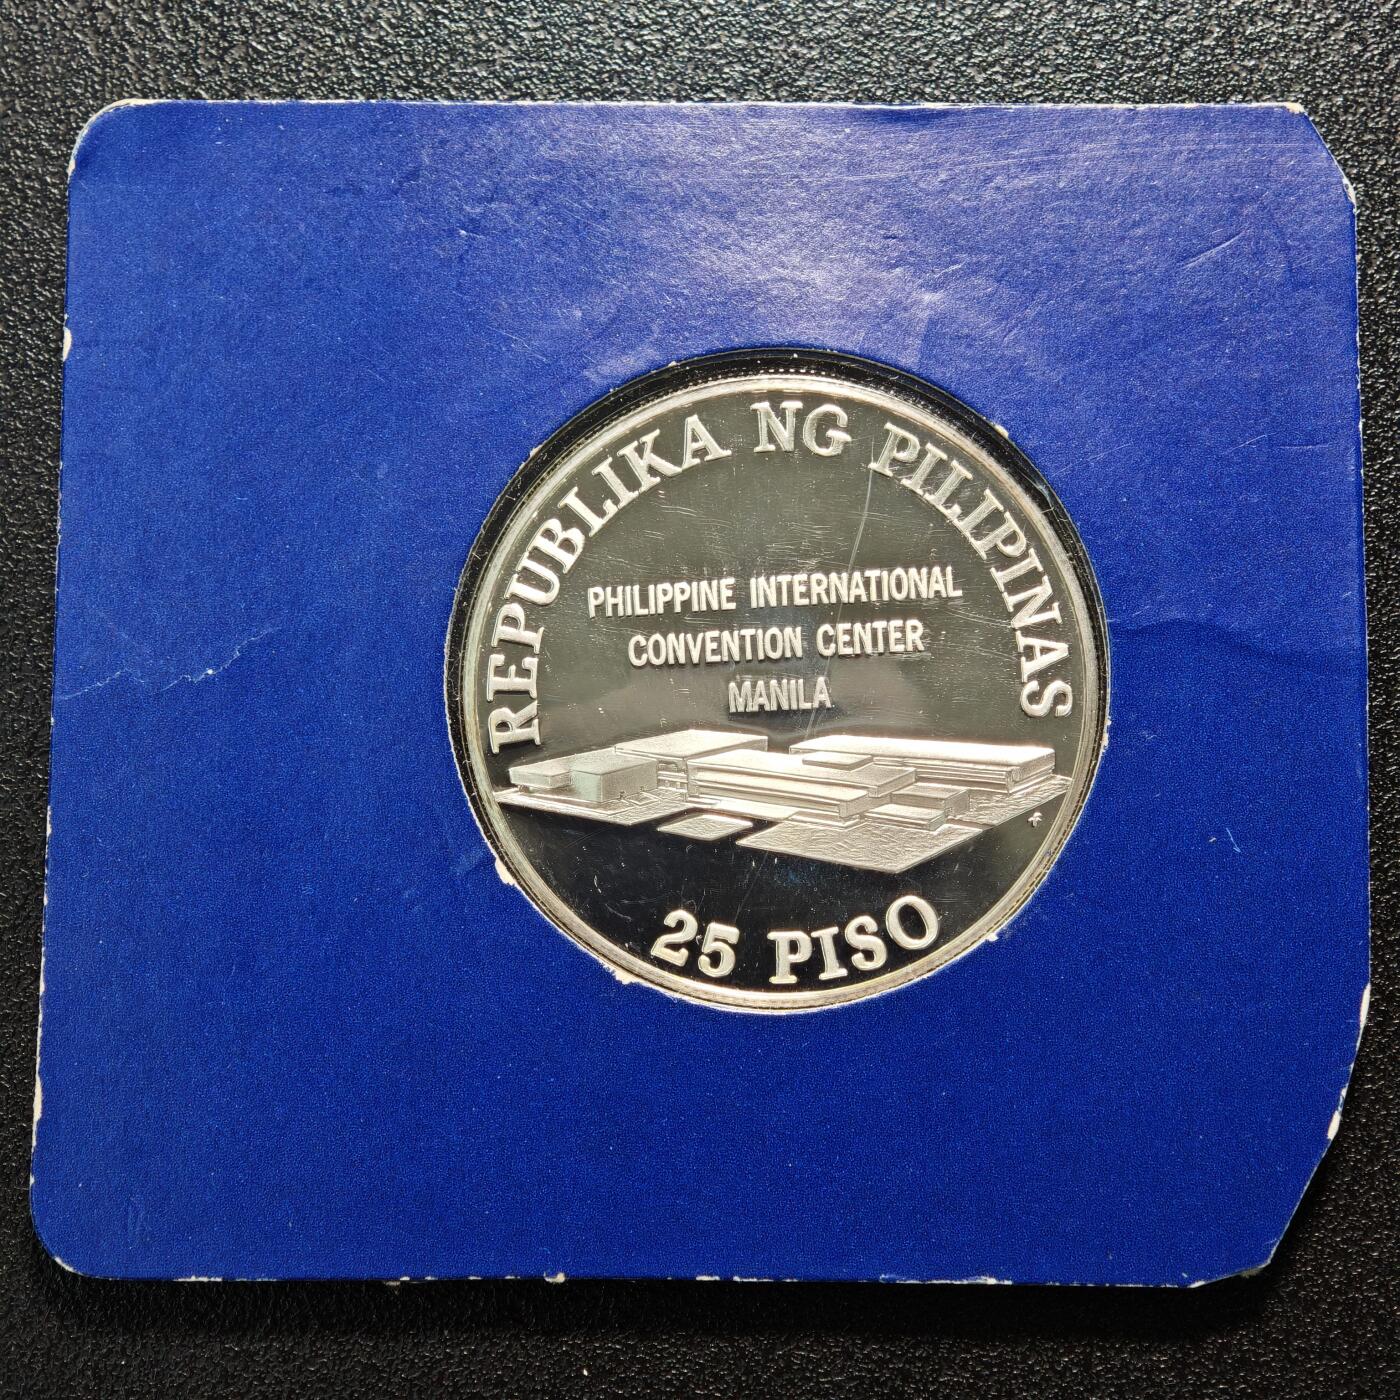 REPUBLIKA NG PILIPINAS
PHILIPPINE INTERNATIONAL
CONVENTION CENTER
MANILA
25 PISO